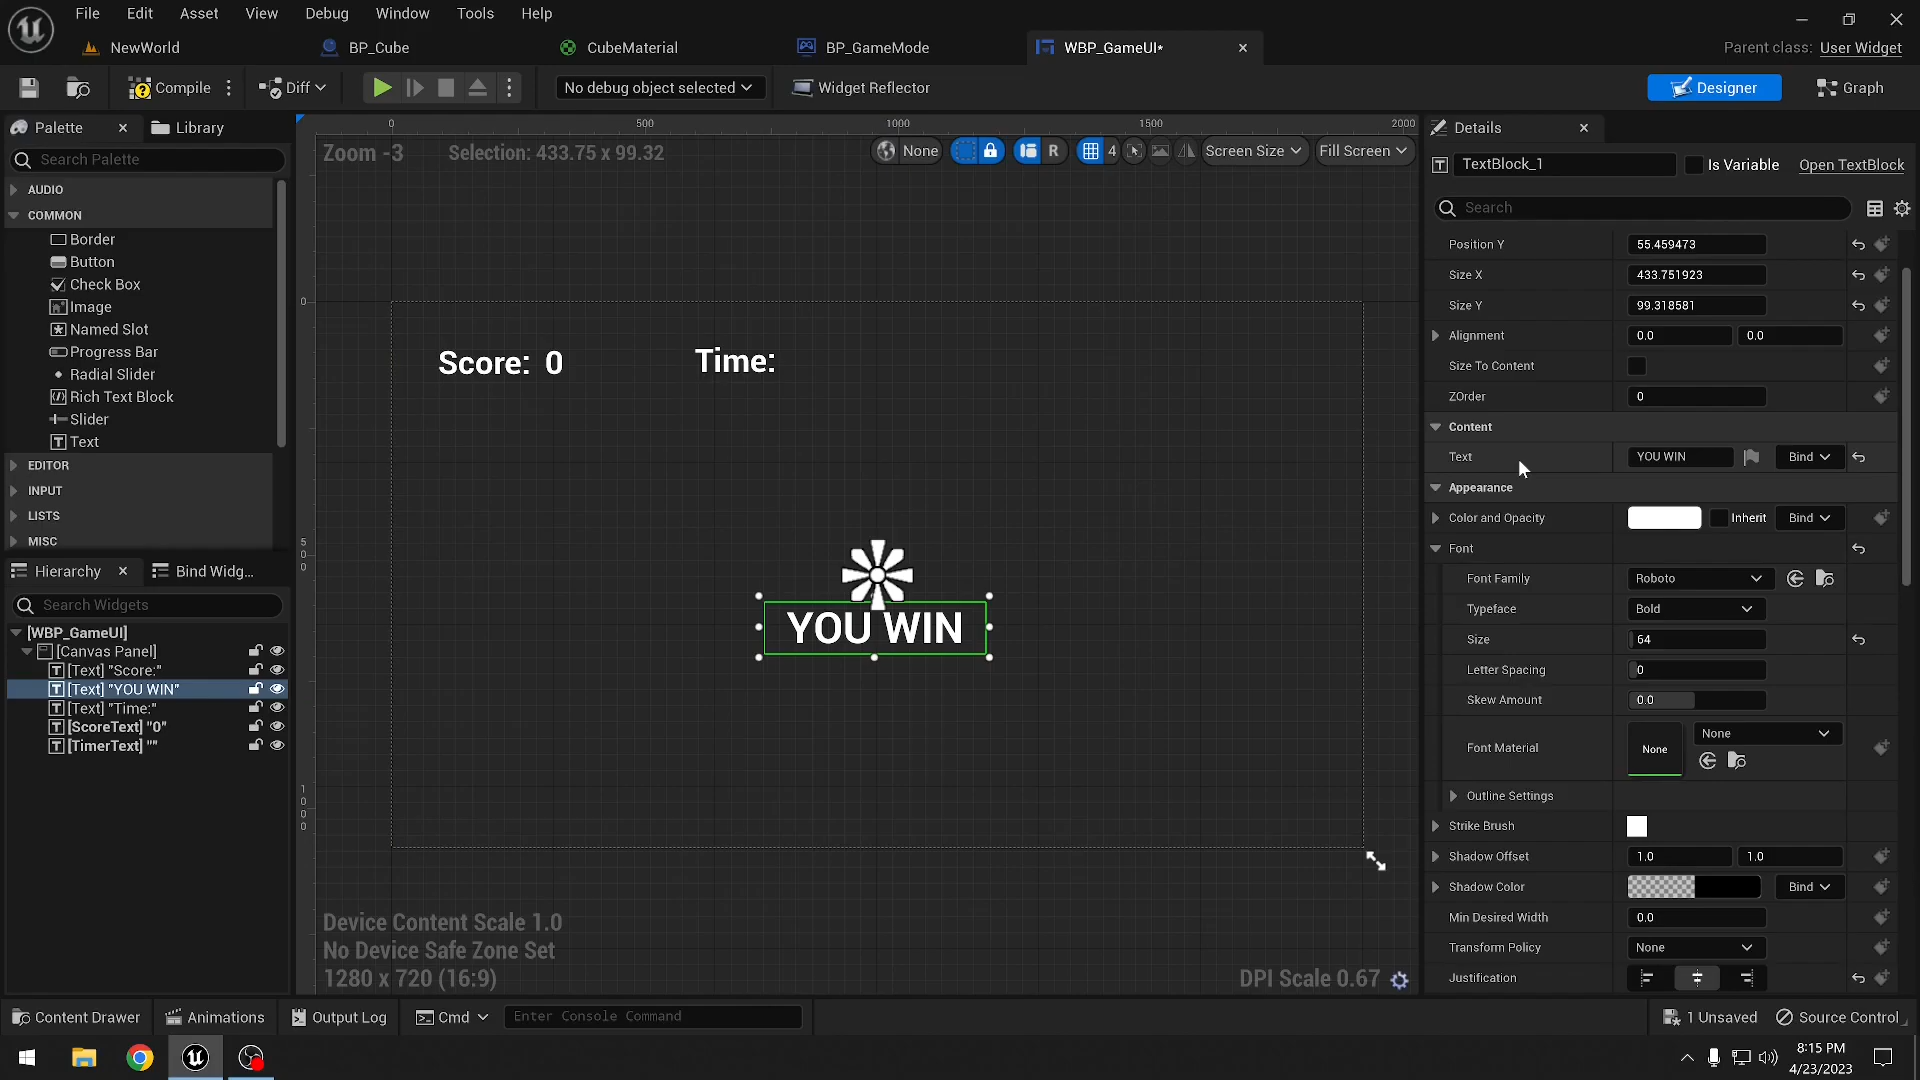 File Edit Asset View Debug Window Tools Help
NewWorld BP_Cube CubeMaterial BP_GameMode WBP_GameUI* Parent class: User Widget
Compile Diff No debug object selected Widget Reflector Designer Graph
Palette Library
Search Palette
AUDIO
COMMON
Border
Button
Check Box
Image
Named Slot
Progress Bar
Radial Slider
Rich Text Block
Slider
Text
EDITOR
INPUT
LISTS
MISC
Hierarchy Bind Widg...
Search Widgets
[WBP_GameUI]
[Canvas Panel]
[Text] "Score:"
[Text] "YOU WIN"
[Text] "Time:"
[ScoreText] "0"
[TimerText] ""
0 500 1000 1500 2000
Zoom -3 Selection: 433.75 x 99.32 None R 4 Screen Size Fill Screen
0
500
1000
Score: 0 Time:
YOU WIN
Device Content Scale 1.0
No Device Safe Zone Set
1280 x 720 (16:9) DPI Scale 0.67
Details
TextBlock_1 Is Variable Open TextBlock
Search
Position Y 55.459473
Size X 433.751923
Size Y 99.318581
Alignment 0.0 0.0
Size To Content
ZOrder 0
Content
Text YOU WIN Bind
Appearance
Color and Opacity Inherit Bind
Font
Font Family Roboto
Typeface Bold
Size 64
Letter Spacing 0
Skew Amount 0.0
Font Material None None
Outline Settings
Strike Brush
Shadow Offset 1.0 1.0
Shadow Color Bind
Min Desired Width 0.0
Transform Policy None
Justification
Content Drawer Animations Output Log Cmd Enter Console Command 1 Unsaved Source Control
8:15 PM
4/23/2023